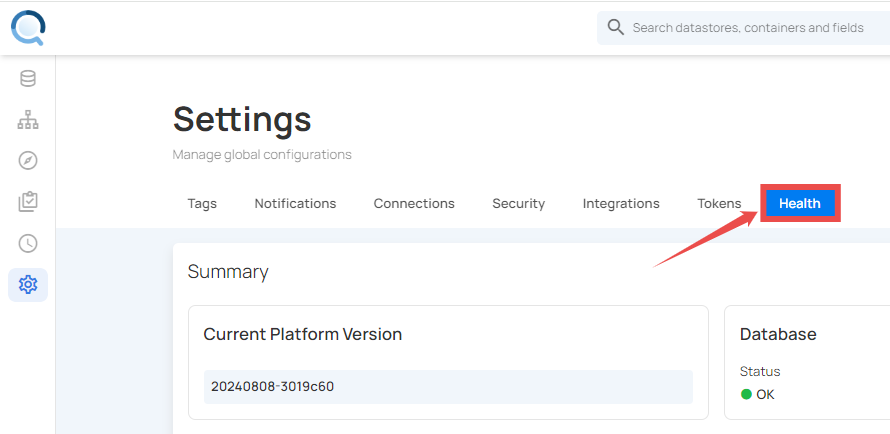 Search datastores, containers and fields
Settings
Manage global configurations
Tags Notifications Connections Security Integrations Tokens Health
Summary
Current Platform Version
20240808-3019c60
Database
Status
OK